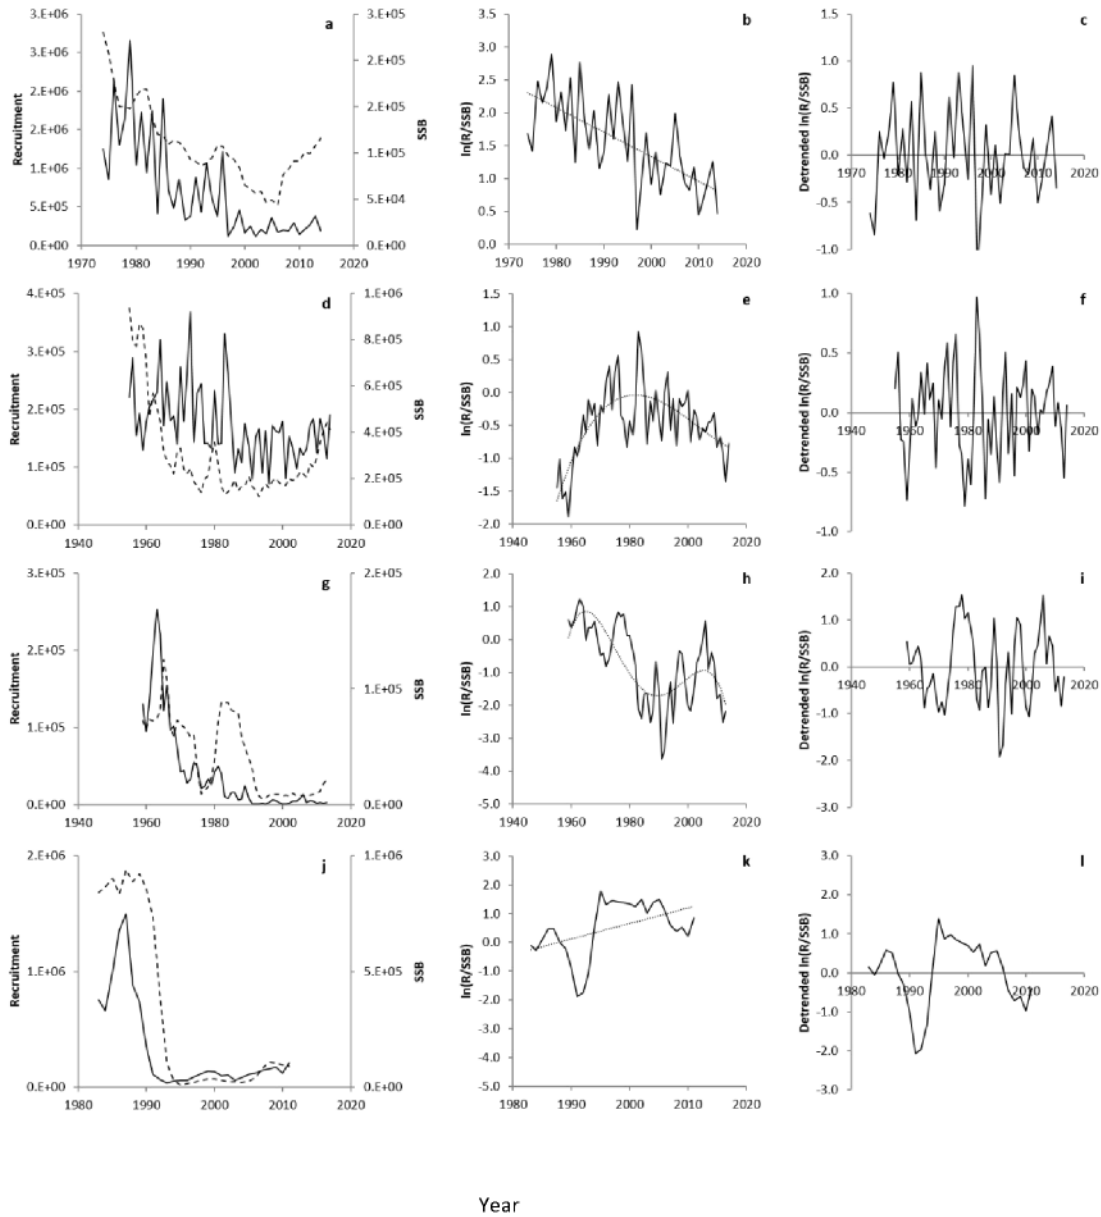 a
3.E+06
3.E+06
2.E+06
2.E+06
1.E+06
5.E+05
0.E+00
Recruitment
3.E+05
2.E+05
2.E+05
1.E+05
5.E+04
0.E+00
SSB
1970 1980 1990 2000 2010 2020
b
3.5
3.0
2.5
2.0
1.5
1.0
0.5
0.0
ln(R/SSB)
1970 1980 1990 2000 2010 2020
c
1.5
1.0
0.5
0.0
-0.5
-1.0
Detrended ln(R/SSB)
1970 1980 1990 2000 2010 2020
d
4.E+05
3.E+05
2.E+05
1.E+05
0.E+00
Recruitment
1.E+06
8.E+05
6.E+05
4.E+05
2.E+05
0.E+00
SSB
1940 1960 1980 2000 2020
e
1.5
1.0
0.5
0.0
-0.5
-1.0
-1.5
-2.0
ln(R/SSB)
1940 1960 1980 2000 2020
f
1.0
0.5
0.0
-0.5
-1.0
Detrended ln(R/SSB)
1940 1960 1980 2000 2020
g
3.E+05
2.E+05
1.E+05
0.E+00
Recruitment
2.E+05
1.E+05
0.E+00
SSB
1940 1960 1980 2000 2020
h
2.0
1.0
0.0
-1.0
-2.0
-3.0
-4.0
-5.0
ln(R/SSB)
1940 1960 1980 2000 2020
i
2.0
1.0
0.0
-1.0
-2.0
-3.0
Detrended ln(R/SSB)
1940 1960 1980 2000 2020
j
2.E+06
1.E+06
0.E+00
Recruitment
1.E+06
5.E+05
0.E+00
SSB
1980 1990 2000 2010 2020
k
3.0
2.0
1.0
0.0
-1.0
-2.0
-3.0
-4.0
-5.0
ln(R/SSB)
1980 1990 2000 2010 2020
l
3.0
2.0
1.0
0.0
-1.0
-2.0
-3.0
Detrended ln(R/SSB)
1980 1990 2000 2010 2020
Year